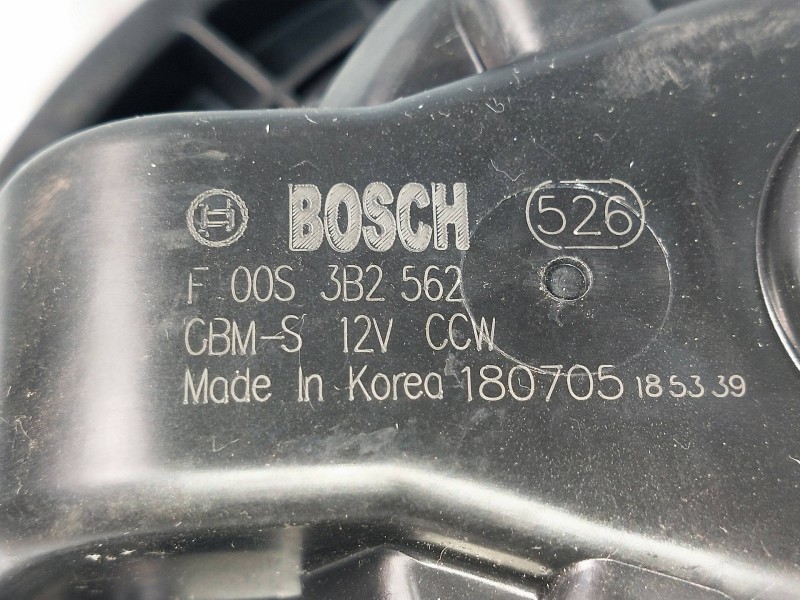 BOSCH 526
F 00S 3B2 562
CBM-S 12V CCW
Made In Korea 180705 18 53 39